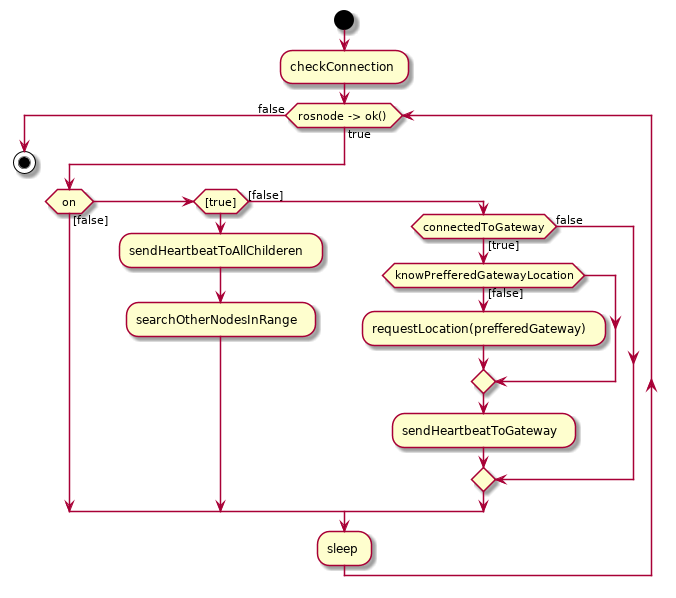 checkConnection
false
rosnode -> ok()
true
on
[false]
[true]
[false]
connectedToGateway
false
[true]
sendHeartbeatToAllChilderen
knowPrefferedGatewayLocation
[false]
searchOtherNodesInRange
requestLocation(prefferedGateway)
sendHeartbeatToGateway
sleep